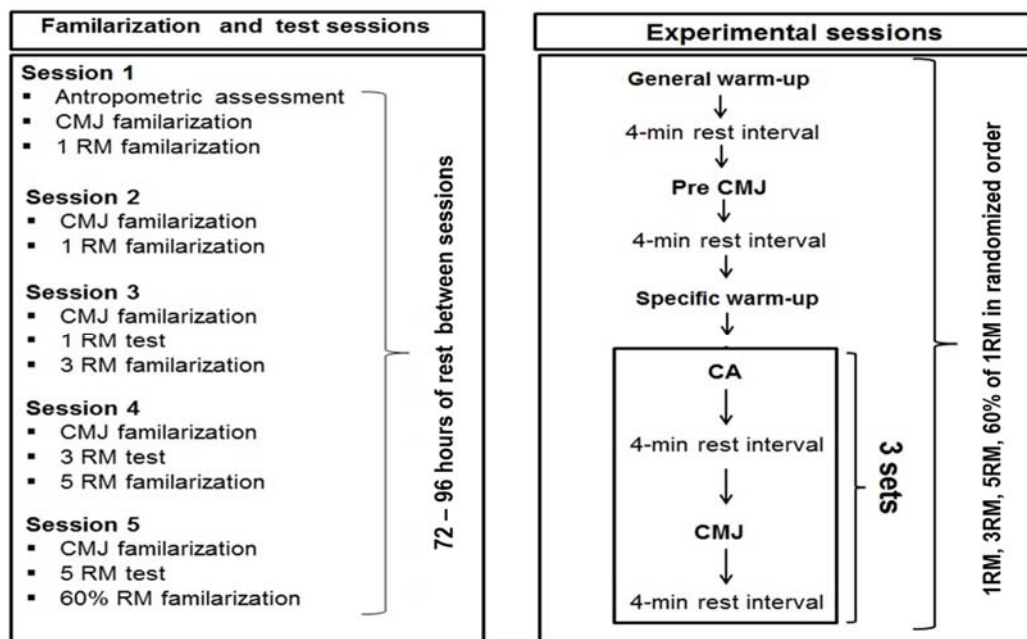 Familarization and test sessions
Session 1
▪ Antropometric assessment
▪ CMJ familarization
▪ 1 RM familarization
Session 2
▪ CMJ familarization
▪ 1 RM familarization
Session 3
▪ CMJ familarization
▪ 1 RM test
▪ 3 RM familarization
Session 4
▪ CMJ familarization
▪ 3 RM test
▪ 5 RM familarization
Session 5
▪ CMJ familarization
▪ 5 RM test
▪ 60% RM familarization
72 – 96 hours of rest between sessions
Experimental sessions
General warm-up
4-min rest interval
Pre CMJ
4-min rest interval
Specific warm-up
CA
4-min rest interval
CMJ
4-min rest interval
3 sets
1RM, 3RM, 5RM, 60% of 1RM in randomized order